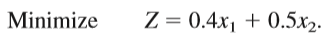 Minimize Z = 0.4x₁ + 0.5x₂.